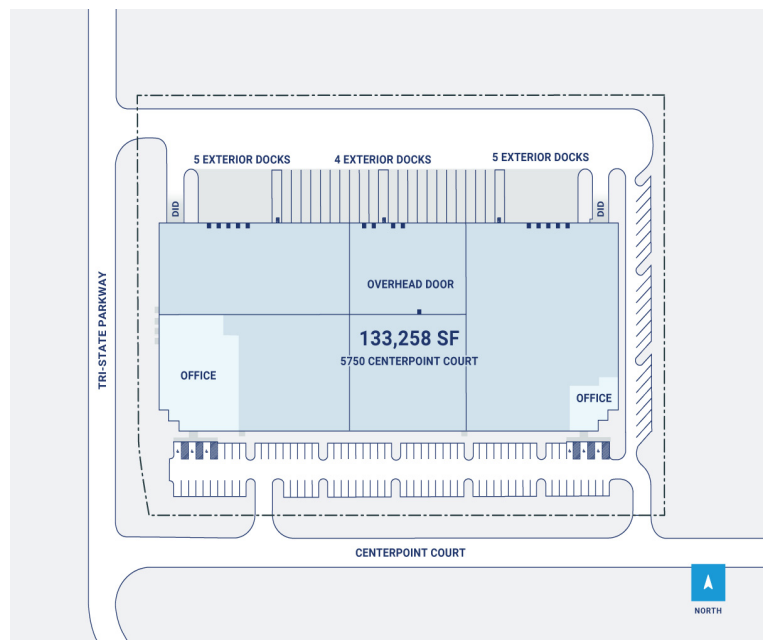 5 EXTERIOR DOCKS
4 EXTERIOR DOCKS
5 EXTERIOR DOCKS
DID
DID
OVERHEAD DOOR
TRI-STATE PARKWAY
133,258 SF
5750 CENTERPOINT COURT
OFFICE
OFFICE
CENTERPOINT COURT
NORTH